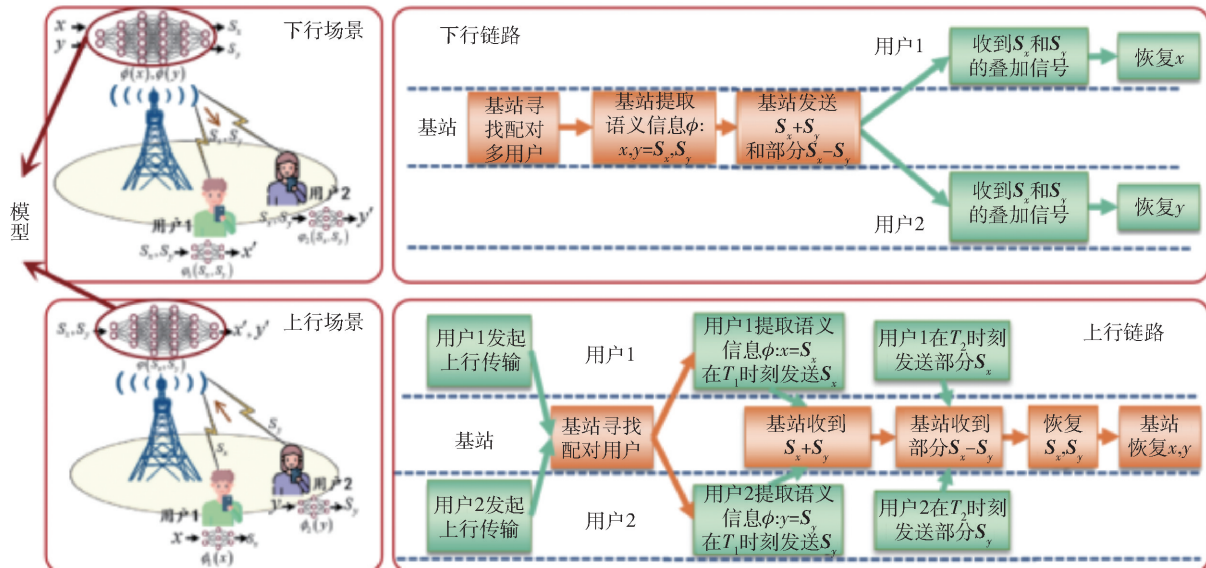 下行场景
x
y
S_x
S_y
ϕ(x),ϕ(y)
S_x,S_y
用户2
用户1
S_x,S_y
y′
φ_2(S_x,S_y)
S_x,S_y
x′
φ_1(S_x,S_y)
模型
下行链路
用户1
收到S_x和S_y
的叠加信号
恢复x
基站
基站寻
找配对
多用户
基站提取
语义信息ϕ:
x,y=S_x,S_y
基站发送
S_x+S_y
和部分S_x−S_y
用户2
收到S_x和S_y
的叠加信号
恢复y
上行场景
S_x,S_y
x′,y′
φ(S_x,S_y)
S_x
S_y
用户2
用户1
y
S_y
ϕ_2(y)
x
S_x
ϕ_1(x)
上行链路
用户1发起
上行传输
用户1
用户1提取语义
信息ϕ:x=S_x
在T_1时刻发送S_x
用户1在T_2时刻
发送部分S_x
基站
基站寻找
配对用户
基站收到
S_x+S_y
基站收到
部分S_x−S_y
恢复
S_x,S_y
基站
恢复x,y
用户2发起
上行传输
用户2
用户2提取语义
信息ϕ:y=S_y
在T_1时刻发送S_y
用户2在T_2时刻
发送部分S_y